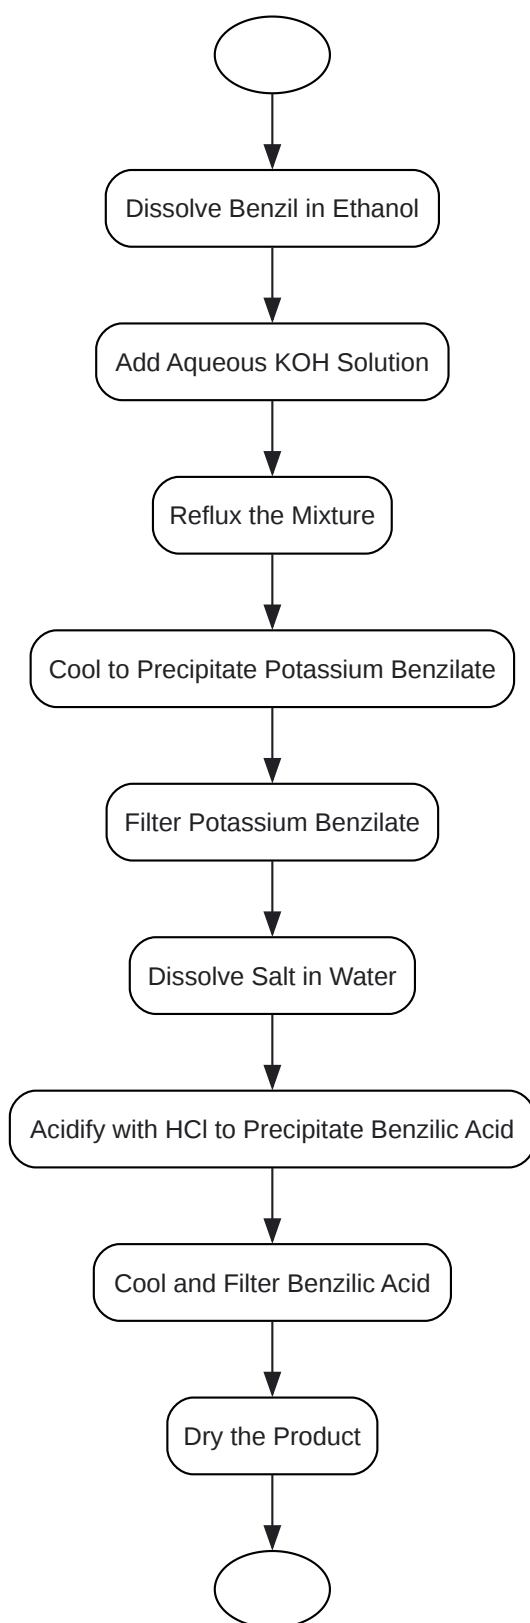 Dissolve Benzil in Ethanol
Add Aqueous KOH Solution
Reflux the Mixture
Cool to Precipitate Potassium Benzilate
Filter Potassium Benzilate
Dissolve Salt in Water
Acidify with HCl to Precipitate Benzilic Acid
Cool and Filter Benzilic Acid
Dry the Product